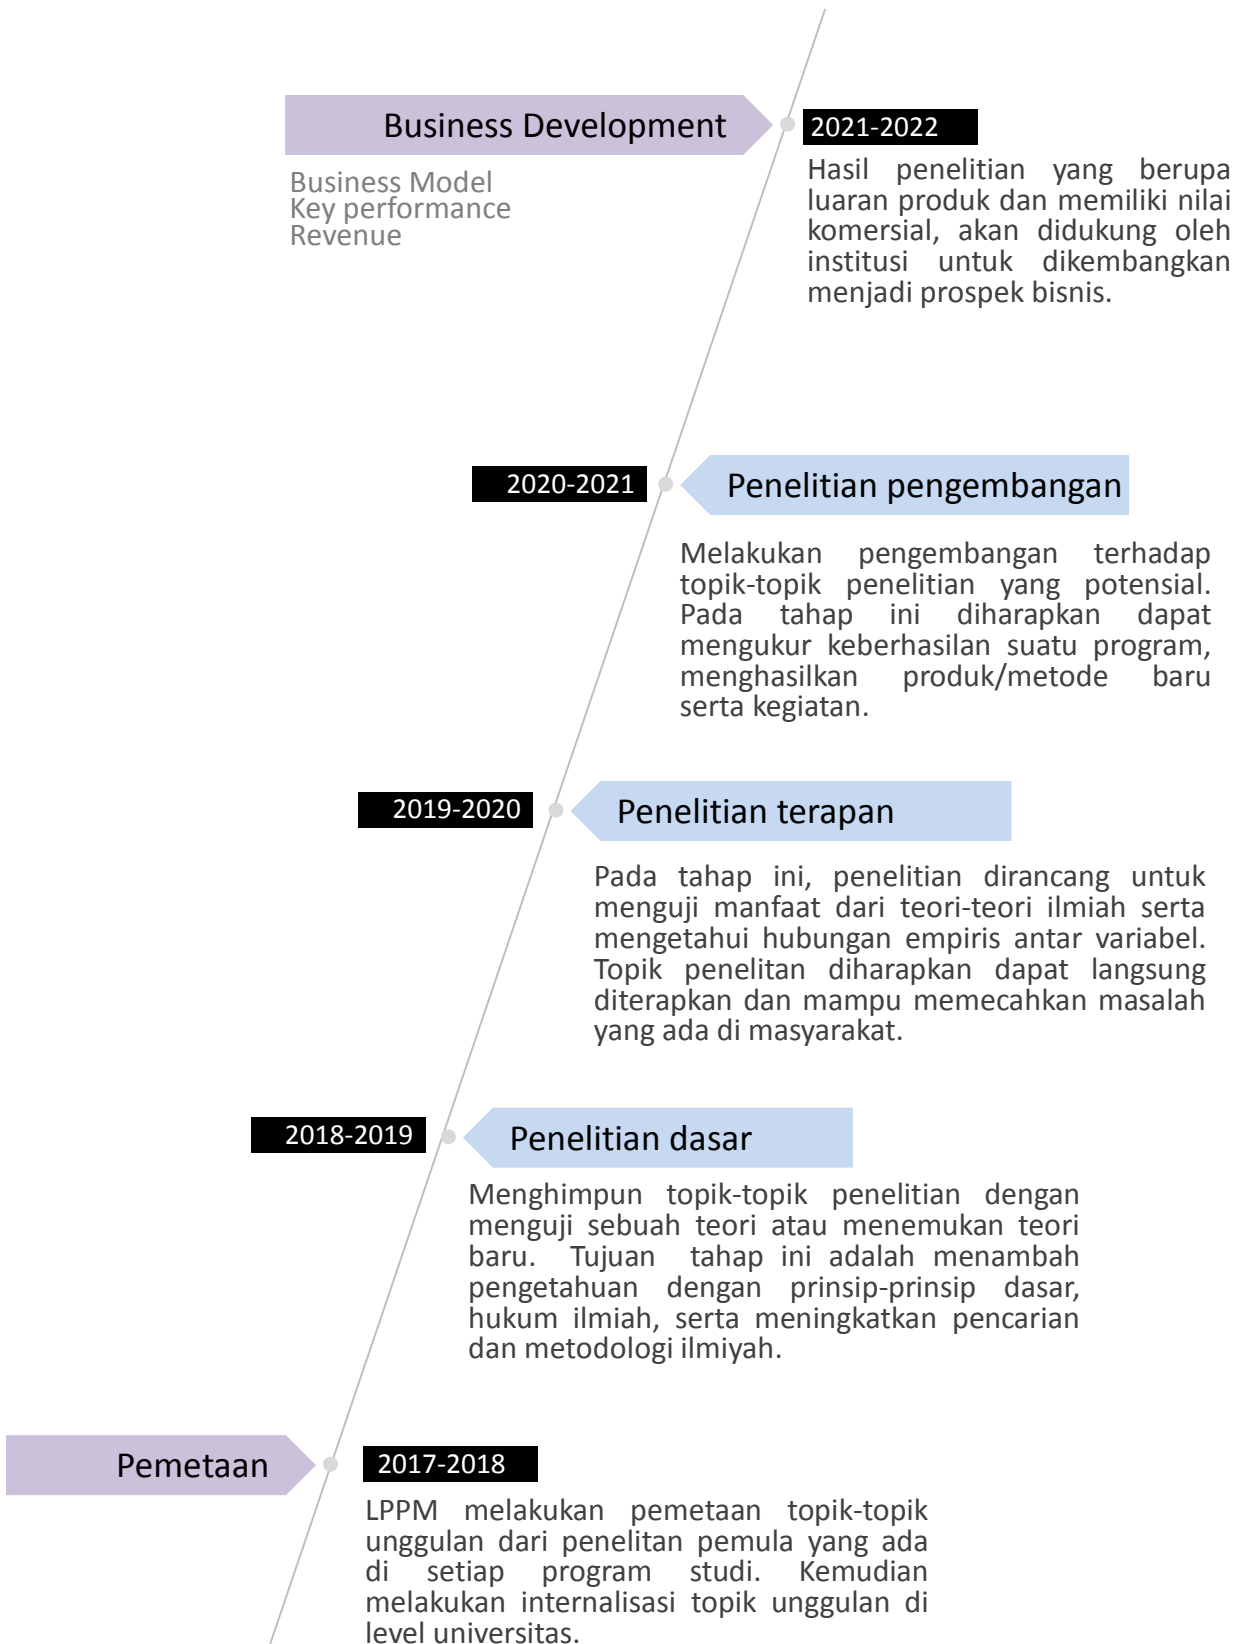 Business Development
2021-2022
Business Model
Key performance
Revenue
Hasil penelitian yang berupa
luaran produk dan memiliki nilai
komersial, akan didukung oleh
institusi untuk dikembangkan
menjadi prospek bisnis.
2020-2021
Penelitian pengembangan
Melakukan pengembangan terhadap
topik-topik penelitian yang potensial.
Pada tahap ini diharapkan dapat
mengukur keberhasilan suatu program,
menghasilkan produk/metode baru
serta kegiatan.
2019-2020
Penelitian terapan
Pada tahap ini, penelitian dirancang untuk
menguji manfaat dari teori-teori ilmiah serta
mengetahui hubungan empiris antar variabel.
Topik penelitan diharapkan dapat langsung
diterapkan dan mampu memecahkan masalah
yang ada di masyarakat.
2018-2019
Penelitian dasar
Menghimpun topik-topik penelitian dengan
menguji sebuah teori atau menemukan teori
baru. Tujuan tahap ini adalah menambah
pengetahuan dengan prinsip-prinsip dasar,
hukum ilmiah, serta meningkatkan pencarian
dan metodologi ilmiyah.
Pemetaan
2017-2018
LPPM melakukan pemetaan topik-topik
unggulan dari penelitan pemula yang ada
di setiap program studi. Kemudian
melakukan internalisasi topik unggulan di
level universitas.